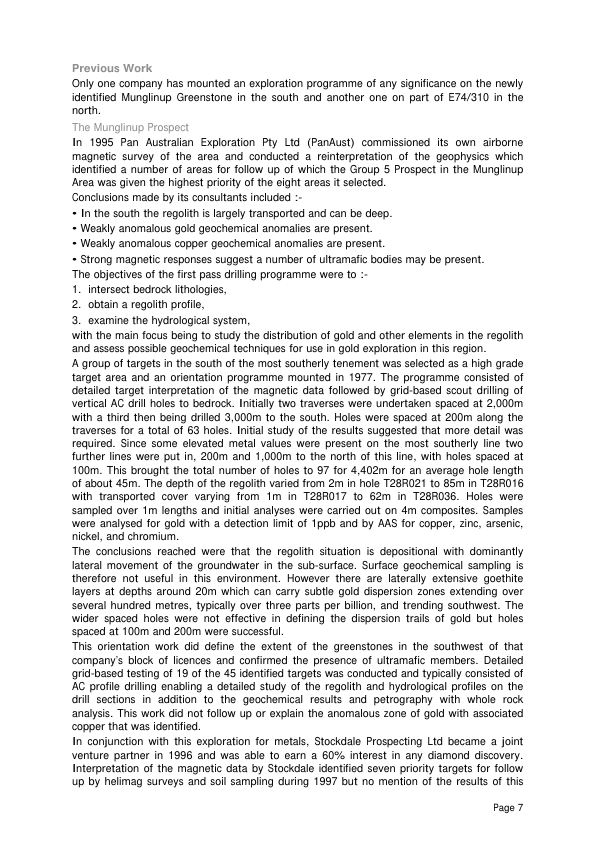 Previous Work
Only one company has mounted an exploration programme of any significance on the newly
identified Munglinup Greenstone in the south and another one on part of E74/310 in the
north.
The Munglinup Prospect
In 1995 Pan Australian Exploration Pty Ltd (PanAust) commissioned its own airborne
magnetic survey of the area and conducted a reinterpretation of the geophysics which
identified a number of areas for follow up of which the Group 5 Prospect in the Munglinup
Area was given the highest priority of the eight areas it selected.
Conclusions made by its consultants included :-
• In the south the regolith is largely transported and can be deep.
• Weakly anomalous gold geochemical anomalies are present.
• Weakly anomalous copper geochemical anomalies are present.
• Strong magnetic responses suggest a number of ultramafic bodies may be present.
The objectives of the first pass drilling programme were to :-
1. intersect bedrock lithologies,
2. obtain a regolith profile,
3. examine the hydrological system,
with the main focus being to study the distribution of gold and other elements in the regolith
and assess possible geochemical techniques for use in gold exploration in this region.
A group of targets in the south of the most southerly tenement was selected as a high grade
target area and an orientation programme mounted in 1977. The programme consisted of
detailed target interpretation of the magnetic data followed by grid-based scout drilling of
vertical AC drill holes to bedrock. Initially two traverses were undertaken spaced at 2,000m
with a third then being drilled 3,000m to the south. Holes were spaced at 200m along the
traverses for a total of 63 holes. Initial study of the results suggested that more detail was
required. Since some elevated metal values were present on the most southerly line two
further lines were put in, 200m and 1,000m to the north of this line, with holes spaced at
100m. This brought the total number of holes to 97 for 4,402m for an average hole length
of about 45m. The depth of the regolith varied from 2m in hole T28R021 to 85m in T28R016
with transported cover varying from 1m in T28R017 to 62m in T28R036. Holes were
sampled over 1m lengths and initial analyses were carried out on 4m composites. Samples
were analysed for gold with a detection limit of 1ppb and by AAS for copper, zinc, arsenic,
nickel, and chromium.
The conclusions reached were that the regolith situation is depositional with dominantly
lateral movement of the groundwater in the sub-surface. Surface geochemical sampling is
therefore not useful in this environment. However there are laterally extensive goethite
layers at depths around 20m which can carry subtle gold dispersion zones extending over
several hundred metres, typically over three parts per billion, and trending southwest. The
wider spaced holes were not effective in defining the dispersion trails of gold but holes
spaced at 100m and 200m were successful.
This orientation work did define the extent of the greenstones in the southwest of that
company's block of licences and confirmed the presence of ultramafic members. Detailed
grid-based testing of 19 of the 45 identified targets was conducted and typically consisted of
AC profile drilling enabling a detailed study of the regolith and hydrological profiles on the
drill sections in addition to the geochemical results and petrography with whole rock
analysis. This work did not follow up or explain the anomalous zone of gold with associated
copper that was identified.
In conjunction with this exploration for metals, Stockdale Prospecting Ltd became a joint
venture partner in 1996 and was able to earn a 60% interest in any diamond discovery.
Interpretation of the magnetic data by Stockdale identified seven priority targets for follow
up by helimag surveys and soil sampling during 1997 but no mention of the results of this
Page 7